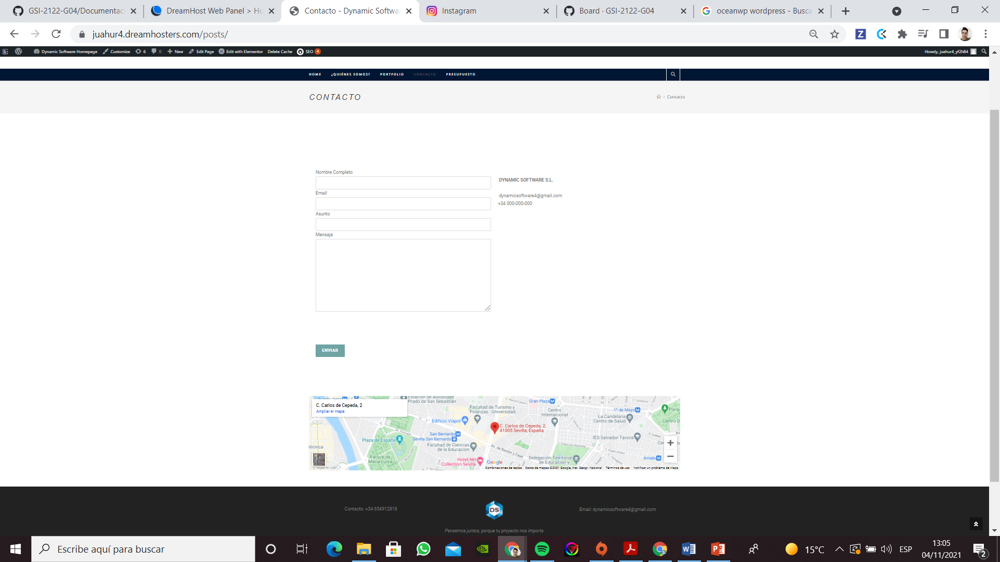 GSI-2122-G04/Documentaci
DreamHost Web Panel > Ho
Contacto - Dynamic Softwa
Instagram
Board · GSI-2122-G04
oceanwp wordpress - Busca
juahur4.dreamhosters.com/posts/
Dynamic Software Homepage Customize 6 0 New Edit Page Edit with Elementor Delete Cache SEO 4
Howdy, juahur4_yf2h84
HOME ¿QUIÉNES SOMOS? PORTFOLIO CONTACTO PRESUPUESTO
CONTACTO
> Contacto
Nombre Completo
Email
Asunto
Mensaje
DYNAMIC SOFTWARE S.L.
dynamicsoftware4@gmail.com
+34 000-000-000
ENVIAR
C. Carlos de Cepeda, 2
Ampliar el mapa
Estación de autobuses
Prado de San Sebastián
Facultad de Turismo y
Finanzas Universidad...
Gran Plaza
Centro
Internacional
1º de Mayo
La Candelaria
Centro de Salud
Parqu
Centro D
Edificio Viapol
C. Carlos de Cepeda, 2,
41005 Sevilla, España
San Bernardo
Sevilla San Bernardo
Plaza de España
Facultad de Ciencias
de la Educación
Av. de Ramón y Cajal
IES Salvador Tavora
técnica
Parque de
María Luisa
Hotel NH
Collection Sevilla
Delegación Territorial
de Educación y
Amate
Google
Combinaciones de teclas Datos de mapas ©2021 Google, Inst. Geogr. Nacional Términos de uso Notificar un problema de Maps
Contacto: +34 654912818
DS
Email: dynamicsoftware4@gmail.com
Pensemos juntos, porque tu proyecto nos importa
Escribe aquí para buscar
15°C
ESP
13:05
04/11/2021
2